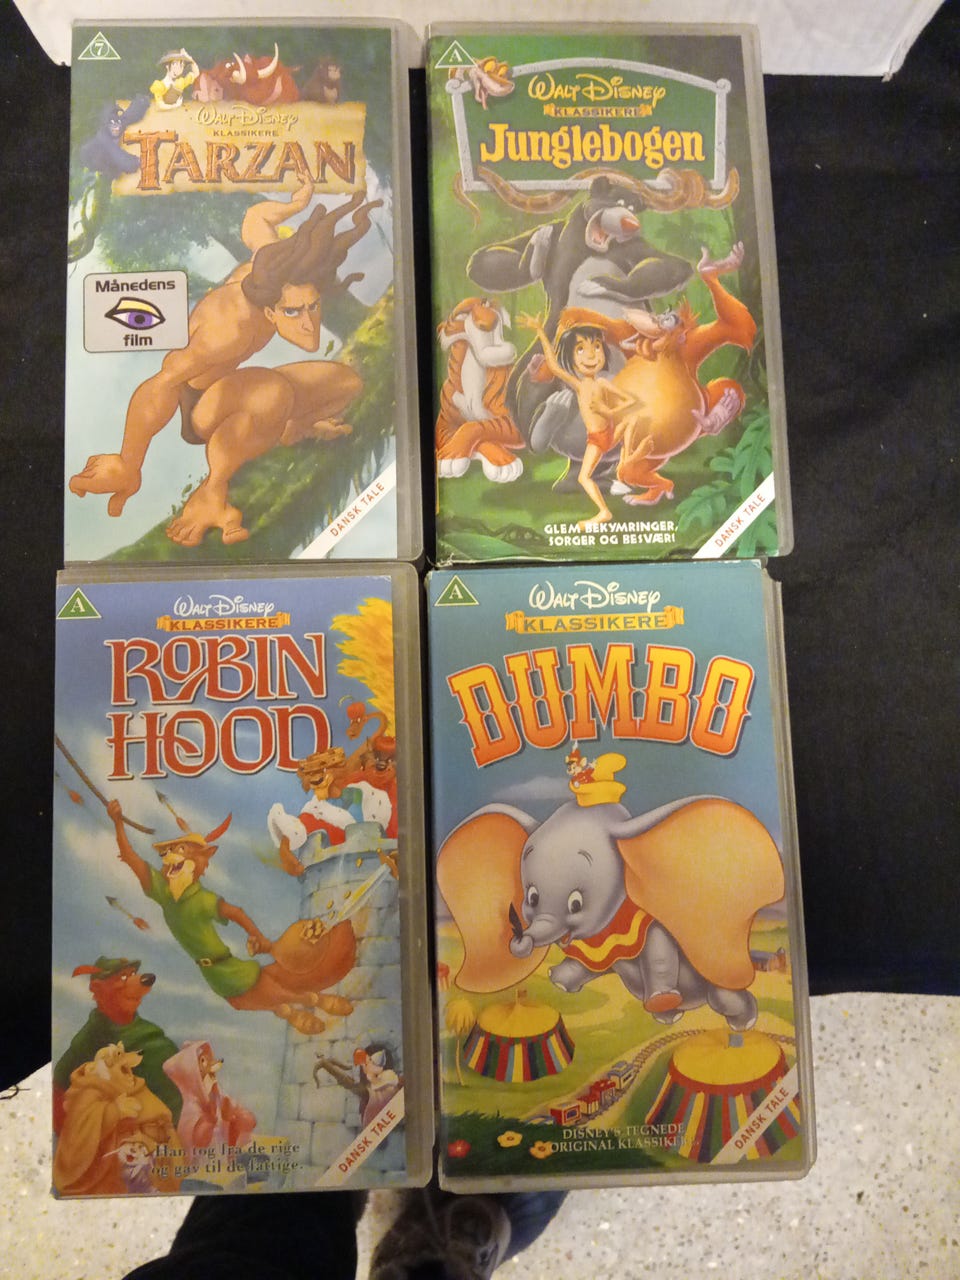 7
WALT DISNEY
KLASSIKERE
TARZAN
Månedens
film
DANSK TALE
A
WALT DISNEY
KLASSIKERE
Junglebogen
GLEM BEKYMRINGER,
SORGER OG BESVÆR!
DANSK TALE
A
WALT DISNEY
KLASSIKERE
ROBIN
HOOD
Han tog fra de rige
og gav til de fattige.
DANSK TALE
A
WALT DISNEY
KLASSIKERE
DUMBO
DISNEY'S TEGNEDE
ORIGINAL KLASSIKERE.
DANSK TALE